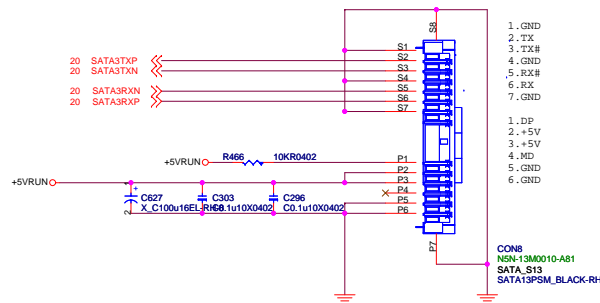 S8
1.GND
2.TX
3.TX#
4.GND
5.RX#
6.RX
7.GND
S1
20 SATA3TXP S2
20 SATA3TXN S3
S4
20 SATA3RXN S5
20 SATA3RXP S6
S7
1.DP
2.+5V
3.+5V
4.MD
5.GND
6.GND
+5VRUN R466 10KR0402 P1
P2
+5VRUN P3
P4
P5
P6
+
C627
X_C100u16EL-RH-8
2
C303
C0.1u10X0402
C296
C0.1u10X0402
P7
CON8
N5N-13M0010-A81
SATA_S13
SATA13PSM_BLACK-RH